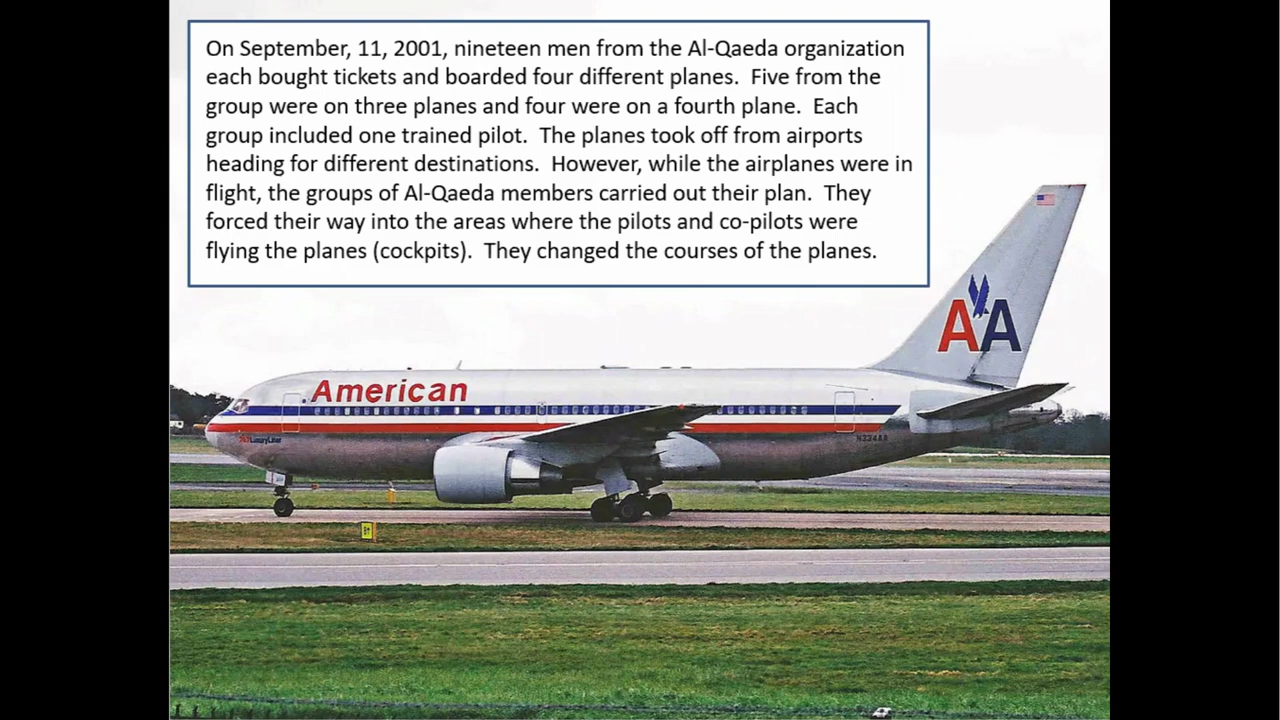 On September, 11, 2001, nineteen men from the Al-Qaeda organization
each bought tickets and boarded four different planes.  Five from the
group were on three planes and four were on a fourth plane.  Each
group included one trained pilot.  The planes took off from airports
heading for different destinations.  However, while the airplanes were in
flight, the groups of Al-Qaeda members carried out their plan.  They
forced their way into the areas where the pilots and co-pilots were
flying the planes (cockpits).  They changed the courses of the planes.
AA
American
N334AA